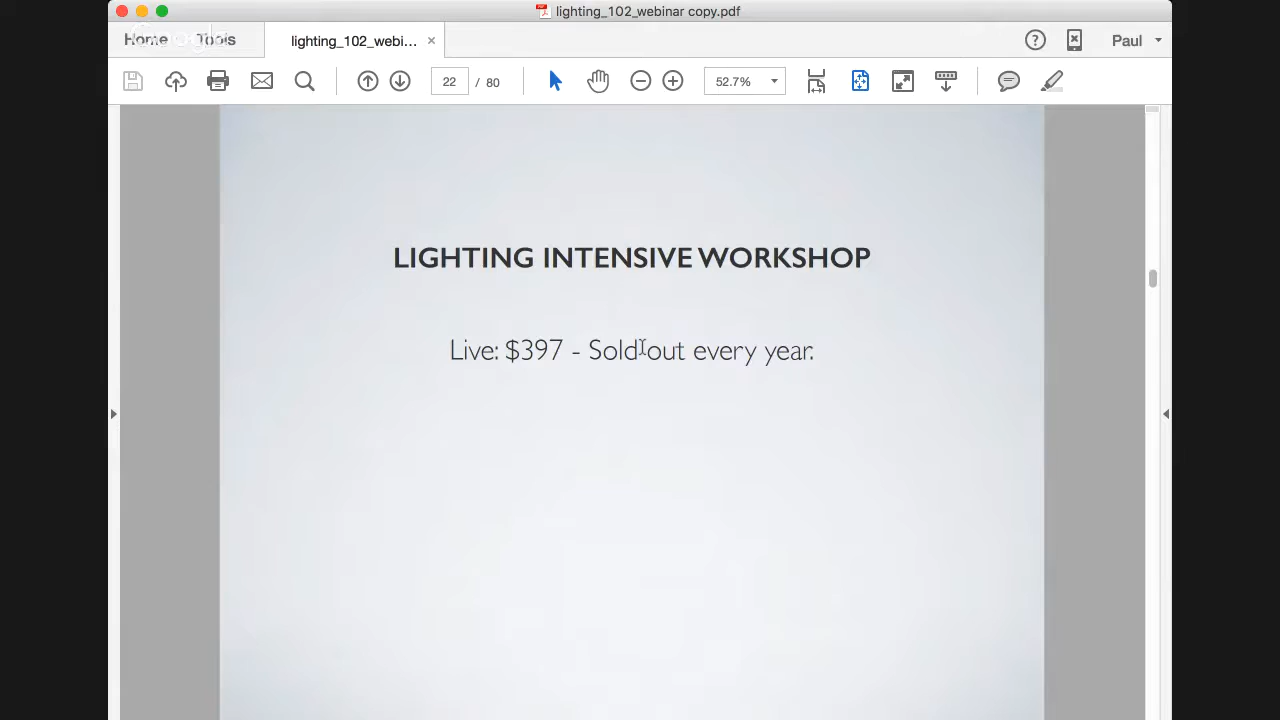 lighting_102_webinar copy.pdf
Home Tools lighting_102_webi... × Paul
22 / 80 52.7%
LIGHTING INTENSIVE WORKSHOP
Live: $397 - Sold out every year.